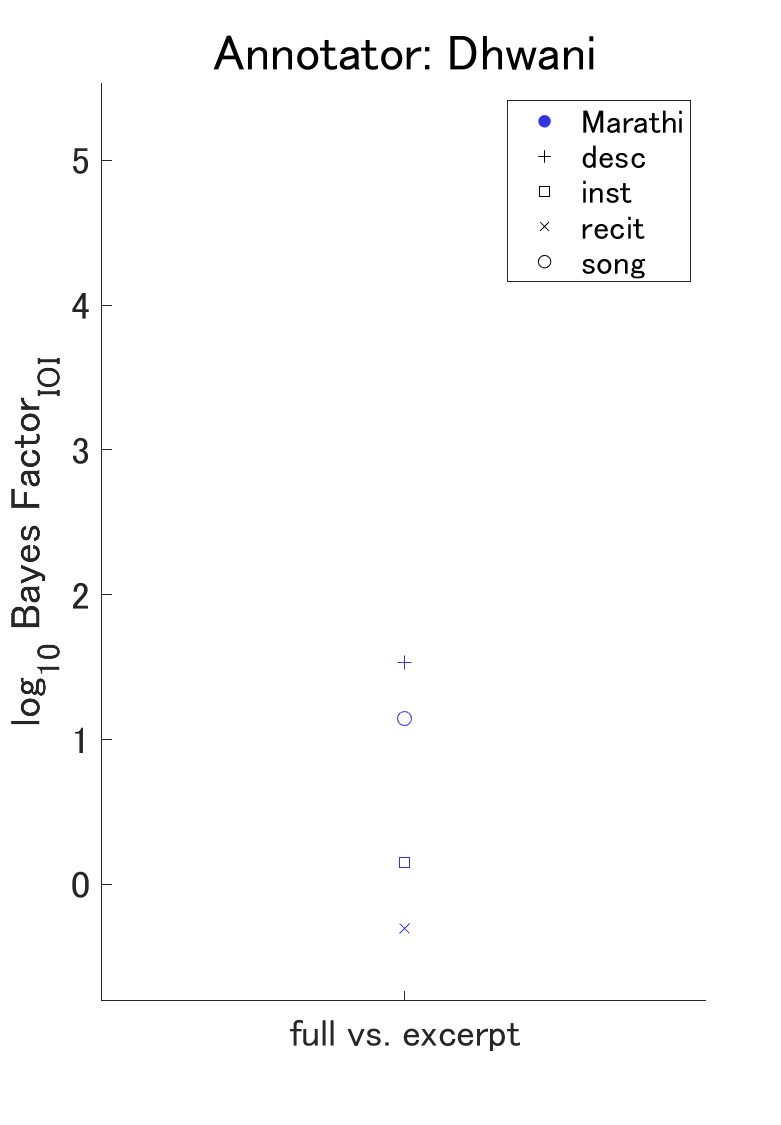 Annotator: Dhwani
Marathi
desc
inst
recit
song
5
4
3
2
1
0
log10 Bayes FactorIOI
full vs. excerpt